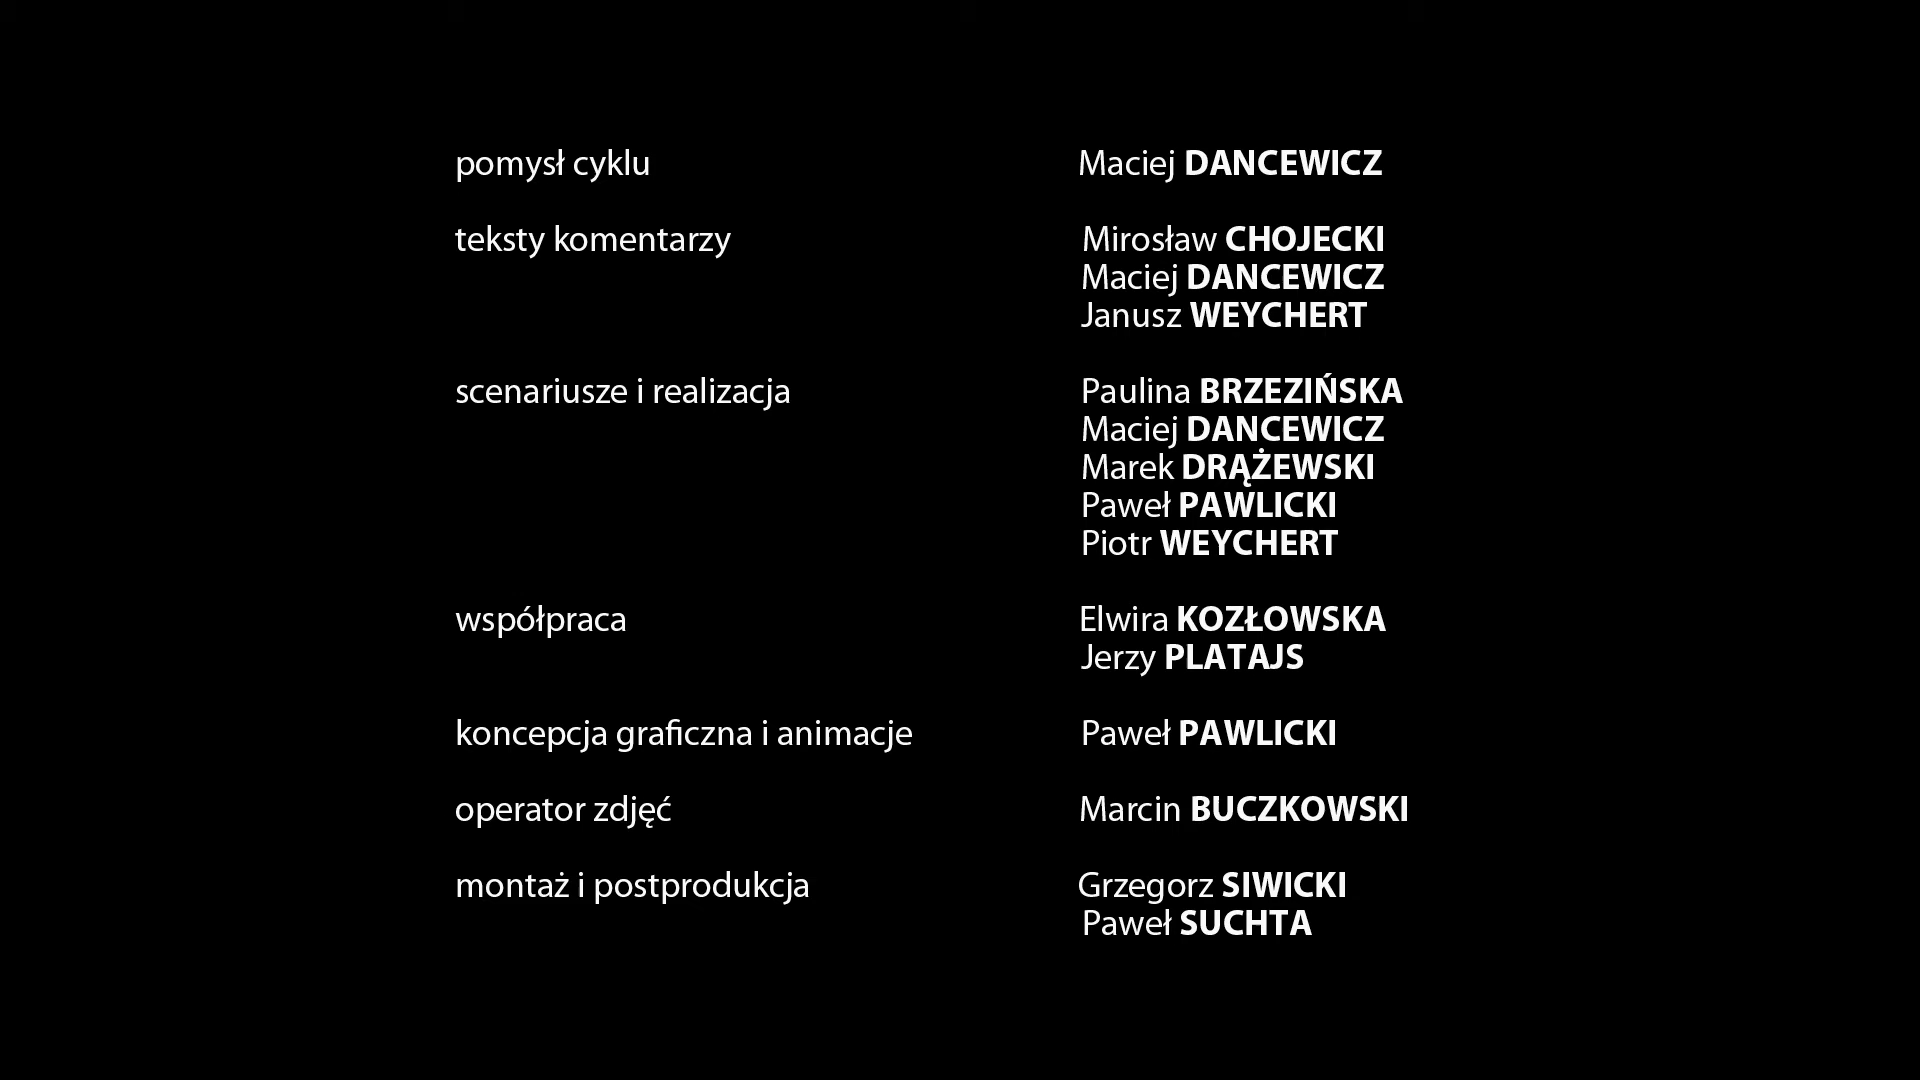 pomysł cyklu Maciej DANCEWICZ
teksty komentarzy Mirosław CHOJECKI
Maciej DANCEWICZ
Janusz WEYCHERT
scenariusze i realizacja Paulina BRZEZIŃSKA
Maciej DANCEWICZ
Marek DRĄŻEWSKI
Paweł PAWLICKI
Piotr WEYCHERT
współpraca Elwira KOZŁOWSKA
Jerzy PLATAJS
koncepcja graficzna i animacje Paweł PAWLICKI
operator zdjęć Marcin BUCZKOWSKI
montaż i postprodukcja Grzegorz SIWICKI
Paweł SUCHTA